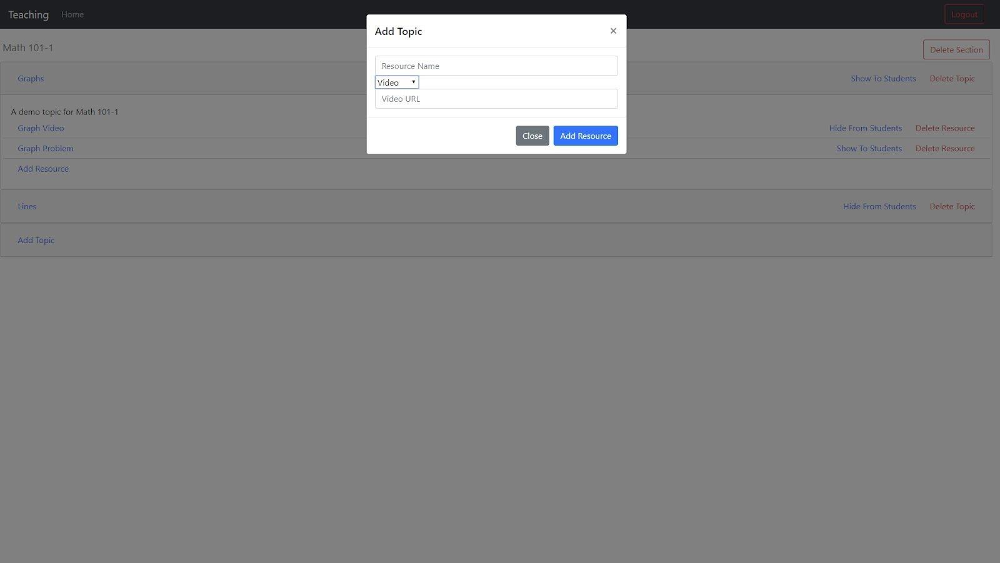 Teaching Home Logout
Add Topic ×
Math 101-1 Delete Section
Resource Name
Graphs Show To Students Delete Topic
Video
Video URL
A demo topic for Math 101-1
Graph Video Hide From Students Delete Resource
Close Add Resource
Graph Problem Show To Students Delete Resource
Add Resource
Lines Hide From Students Delete Topic
Add Topic